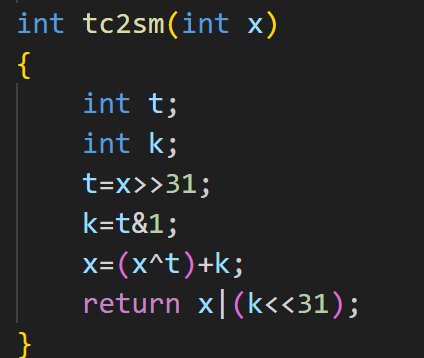 int tc2sm(int x)
{
    int t;
    int k;
    t=x>>31;
    k=t&1;
    x=(x^t)+k;
    return x|(k<<31);
}